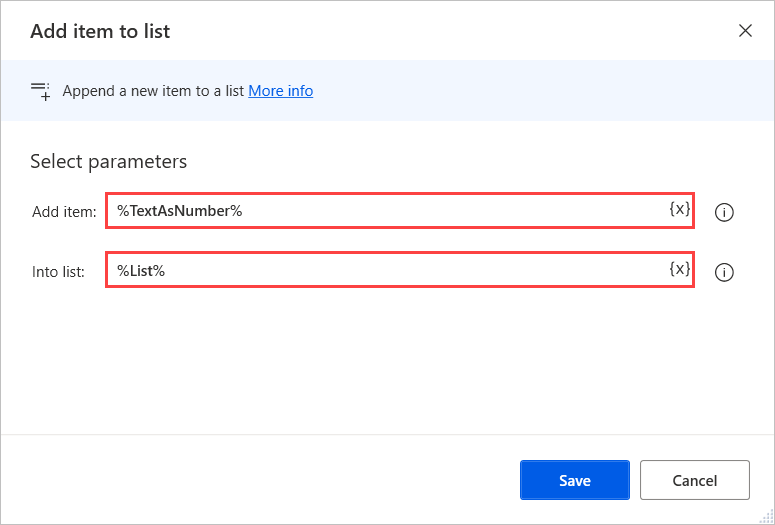 Add item to list
Append a new item to a list More info
Select parameters
Add item: %TextAsNumber% {x}
Into list: %List% {x}
Save Cancel